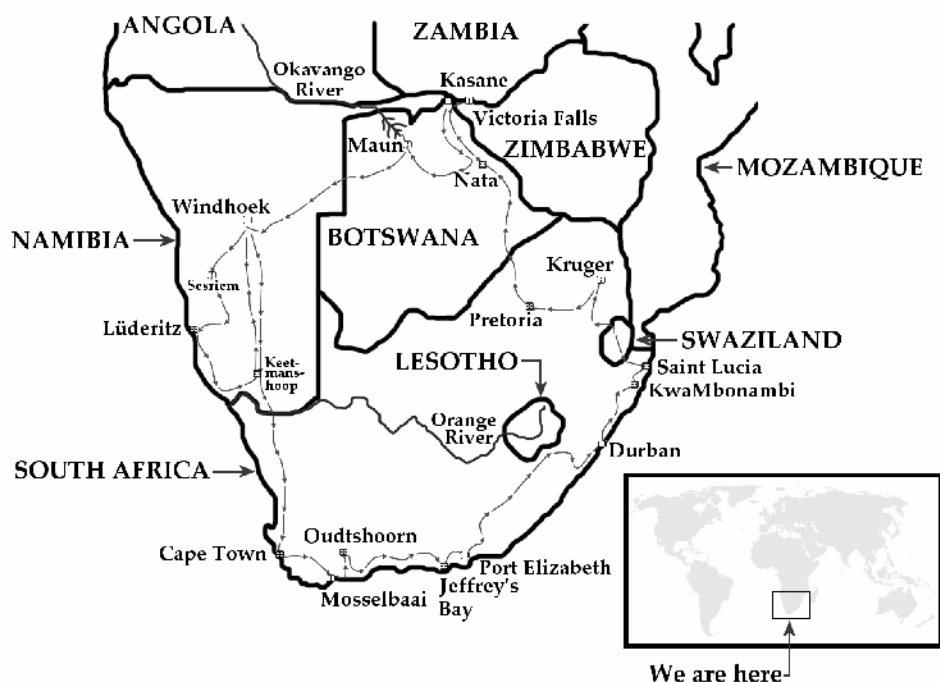 ANGOLA
ZAMBIA
Okavango
River
Kasane
Victoria Falls
Maun
ZIMBABWE
Nata
MOZAMBIQUE
Windhoek
NAMIBIA
BOTSWANA
Kruger
Sesriem
Pretoria
Lüderitz
SWAZILAND
Keet-
mans-
hoop
LESOTHO
Saint Lucia
KwaMbonambi
Orange
River
Durban
SOUTH AFRICA
Cape Town
Oudtshoorn
Port Elizabeth
Mosselbaai
Jeffrey's
Bay
We are here